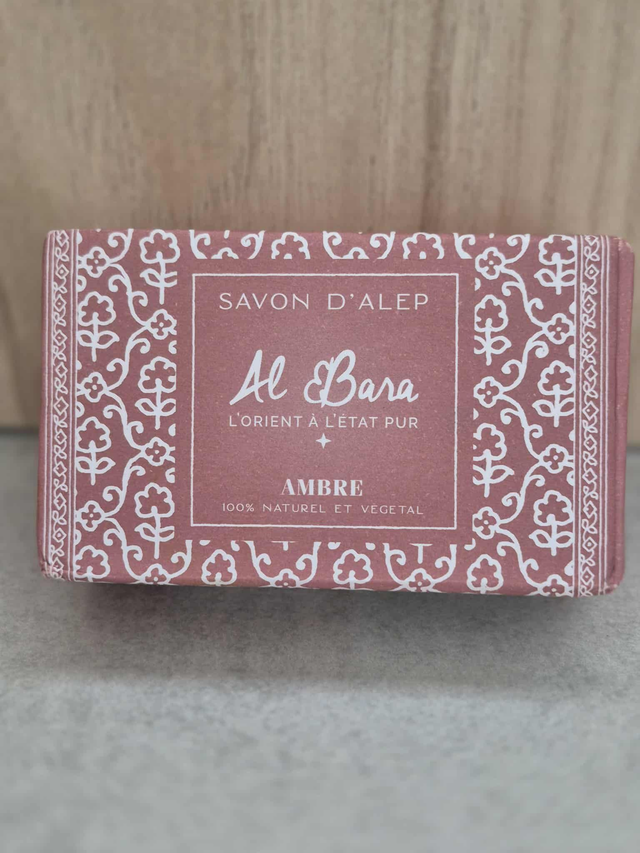 SAVON D'ALEP
Al Bara
L'ORIENT À L'ÉTAT PUR
AMBRE
100% NATUREL ET VÉGÉTAL